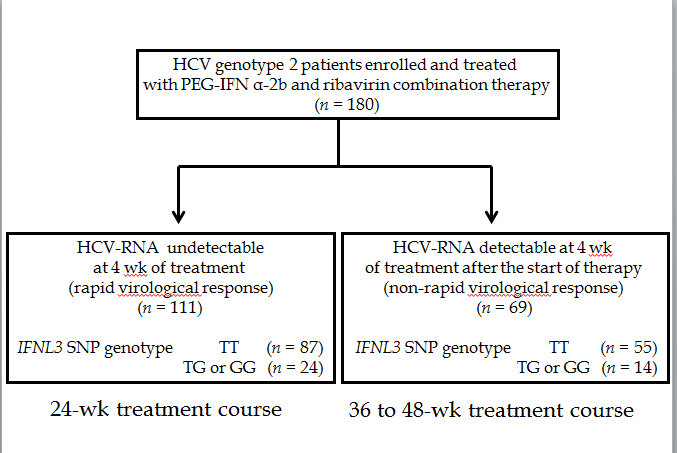 HCV genotype 2 patients enrolled and treated
with PEG-IFN α-2b and ribavirin combination therapy
(n = 180)
HCV-RNA undetectable
at 4 wk of treatment
(rapid virological response)
(n = 111)
IFNL3 SNP genotype TT (n = 87)
TG or GG (n = 24)
24-wk treatment course
HCV-RNA detectable at 4 wk
of treatment after the start of therapy
(non-rapid virological response)
(n = 69)
IFNL3 SNP genotype TT (n = 55)
TG or GG (n = 14)
36 to 48-wk treatment course